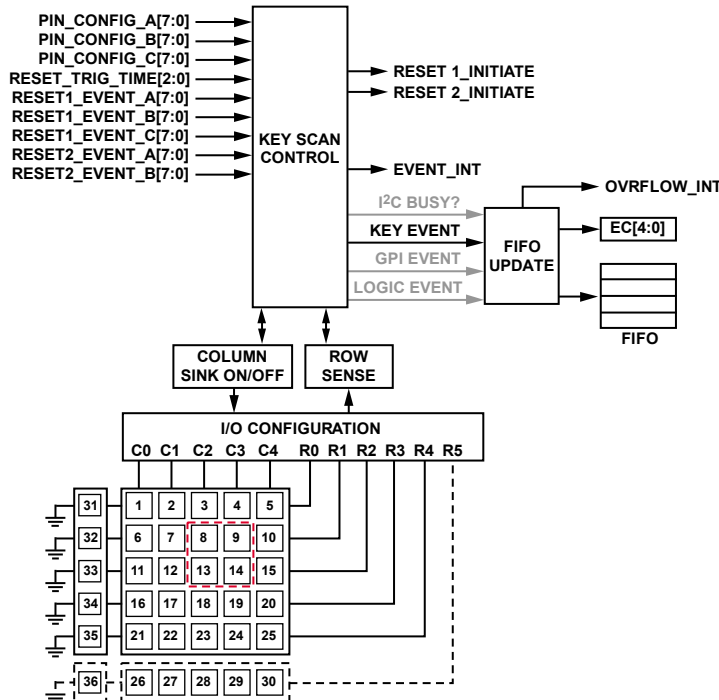 PIN_CONFIG_A[7:0]
PIN_CONFIG_B[7:0]
PIN_CONFIG_C[7:0]
RESET_TRIG_TIME[2:0]
RESET1_EVENT_A[7:0]
RESET1_EVENT_B[7:0]
RESET1_EVENT_C[7:0]
RESET2_EVENT_A[7:0]
RESET2_EVENT_B[7:0]
KEY SCAN
CONTROL
RESET 1_INITIATE
RESET 2_INITIATE
EVENT_INT
I²C BUSY?
KEY EVENT
GPI EVENT
LOGIC EVENT
FIFO
UPDATE
OVRFLOW_INT
EC[4:0]
FIFO
COLUMN
SINK ON/OFF
ROW
SENSE
I/O CONFIGURATION
C0 C1 C2 C3 C4 R0 R1 R2 R3 R4 R5
31 1 2 3 4 5
32 6 7 8 9 10
33 11 12 13 14 15
34 16 17 18 19 20
35 21 22 23 24 25
36 26 27 28 29 30